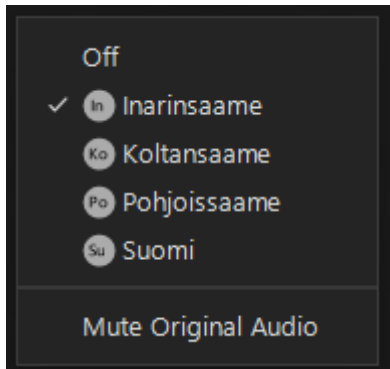 Off
In Inarinsaame
Ko Koltansaame
Po Pohjoissaame
Su Suomi
Mute Original Audio